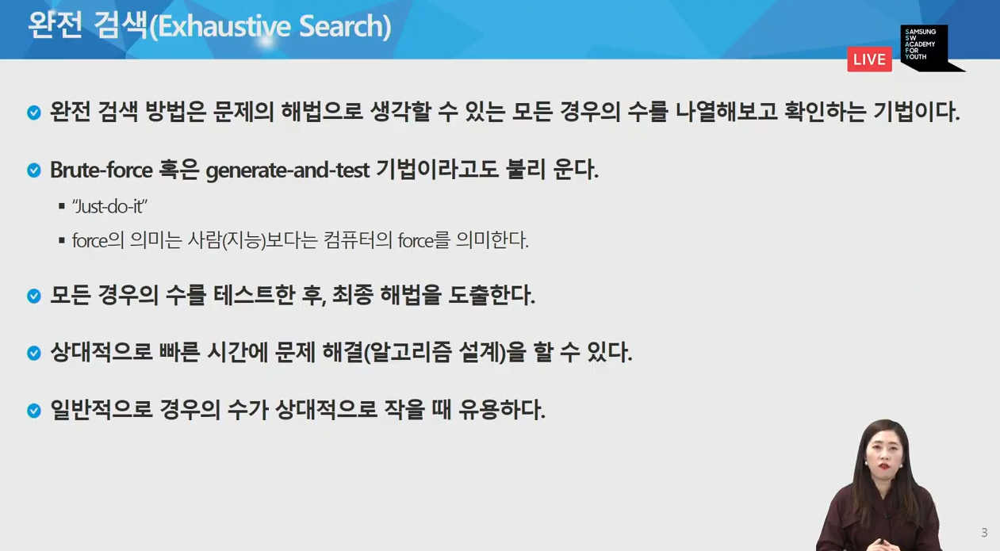 완전 검색(Exhaustive Search)
SAMSUNG
SW
ACADEMY
FOR
YOUTH
LIVE
완전 검색 방법은 문제의 해법으로 생각할 수 있는 모든 경우의 수를 나열해보고 확인하는 기법이다.
Brute-force 혹은 generate-and-test 기법이라고도 불리 운다.
“Just-do-it”
force의 의미는 사람(지능)보다는 컴퓨터의 force를 의미한다.
모든 경우의 수를 테스트한 후, 최종 해법을 도출한다.
상대적으로 빠른 시간에 문제 해결(알고리즘 설계)을 할 수 있다.
일반적으로 경우의 수가 상대적으로 작을 때 유용하다.
3